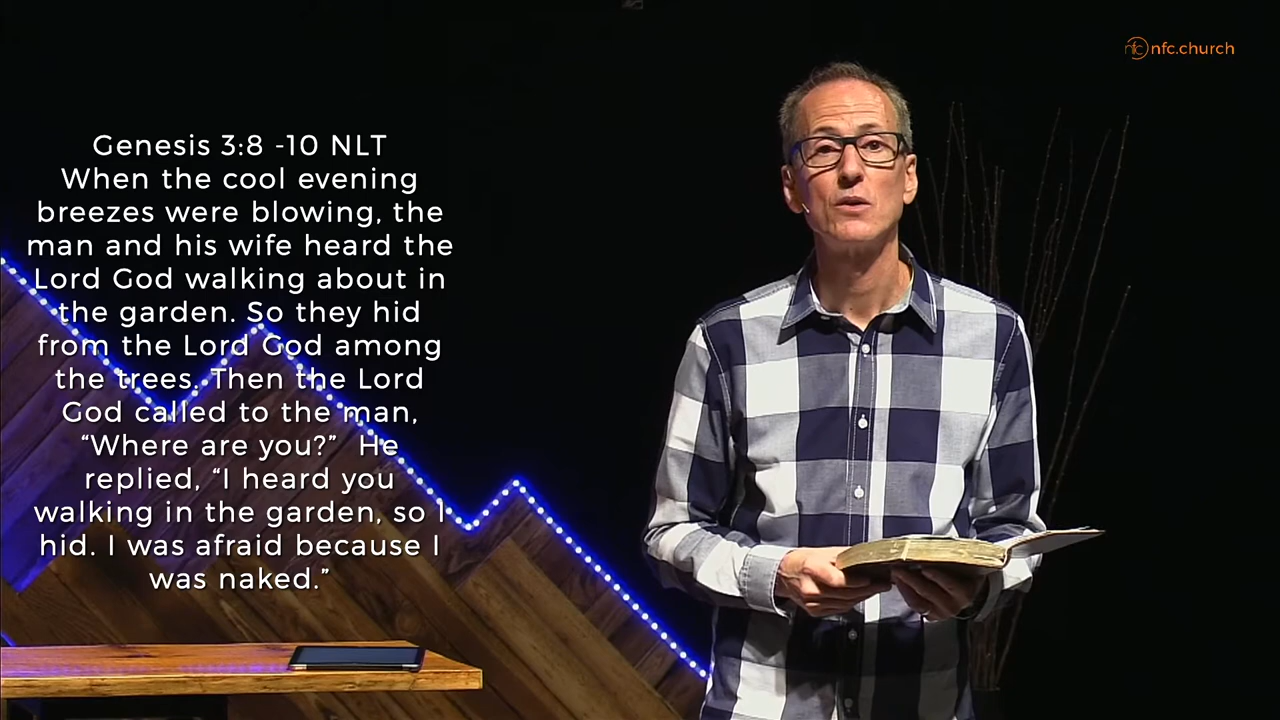 nfc nfc.church
Genesis 3:8 -10 NLT
When the cool evening
breezes were blowing, the
man and his wife heard the
Lord God walking about in
the garden. So they hid
from the Lord God among
the trees. Then the Lord
God called to the man,
“Where are you?” He
replied, “I heard you
walking in the garden, so I
hid. I was afraid because I
was naked.”